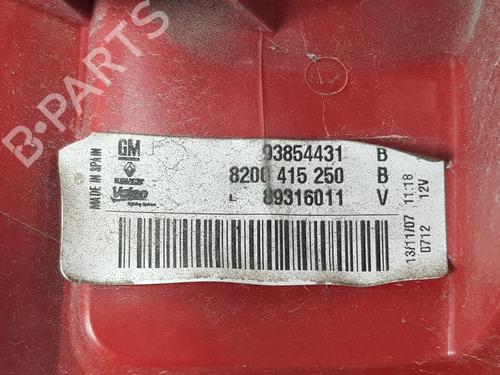 B-PARTS
MADE IN SPAIN
GM
93854431 B
8200 415 250 B
Valeo
L 89316011 V
13/11/07 11:18
0712 12V